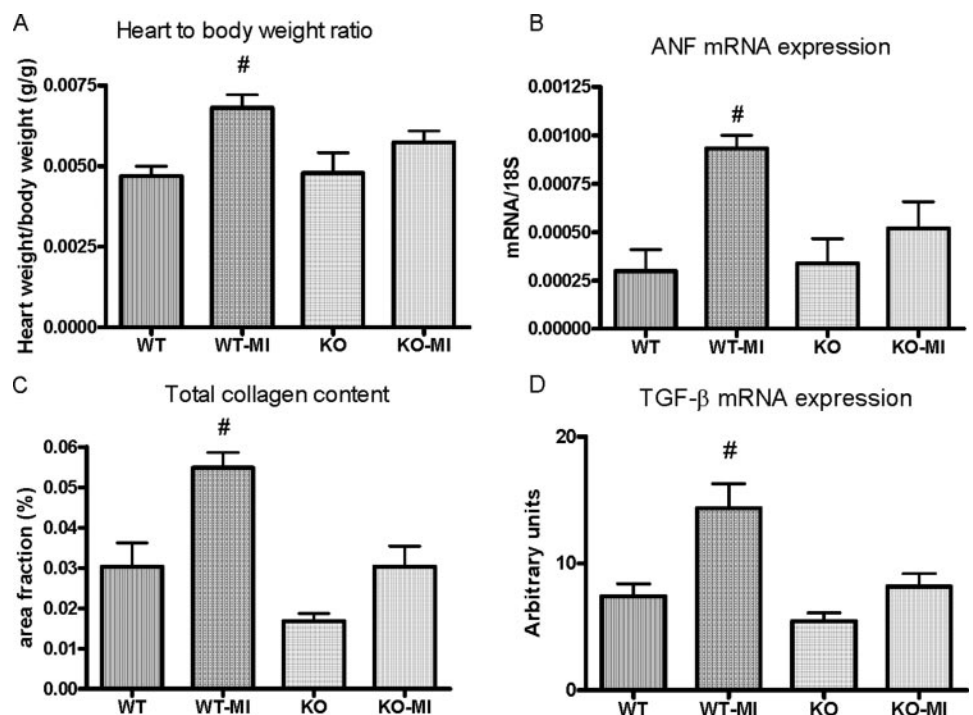 A
Heart to body weight ratio
Heart weight/body weight (g/g)
0.0075
0.0050
0.0025
0.0000
#
WT WT-MI KO KO-MI
B
ANF mRNA expression
mRNA/18S
0.00125
0.00100
0.00075
0.00050
0.00025
0.00000
#
WT WT-MI KO KO-MI
C
Total collagen content
area fraction (%)
0.06
0.05
0.04
0.03
0.02
0.01
0.00
#
WT WT-MI KO KO-MI
D
TGF-β mRNA expression
Arbitrary units
20
10
0
#
WT WT-MI KO KO-MI